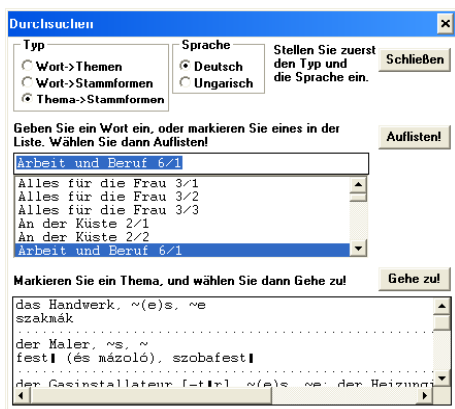 Durchsuchen
Typ
Wort->Themen
Wort->Stammformen
Thema->Stammformen
Sprache
Deutsch
Ungarisch
Stellen Sie zuerst
den Typ und
die Sprache ein.
Schließen
Geben Sie ein Wort ein, oder markieren Sie eines in der
Liste. Wählen Sie dann Auflisten!
Auflisten!
Arbeit und Beruf 6/1
Alles für die Frau 3/1
Alles für die Frau 3/2
Alles für die Frau 3/3
An der Küste 2/1
An der Küste 2/2
Arbeit und Beruf 6/1
Markieren Sie ein Thema, und wählen Sie dann Gehe zu!
Gehe zu!
das Handwerk, ~(e)s, ~e
szakmák
der Maler, ~s, ~
fest▮ (és mázoló), szobafest▮
der Gasinstallateur [-t▮r], ~(e)s, ~e; der Heizungi